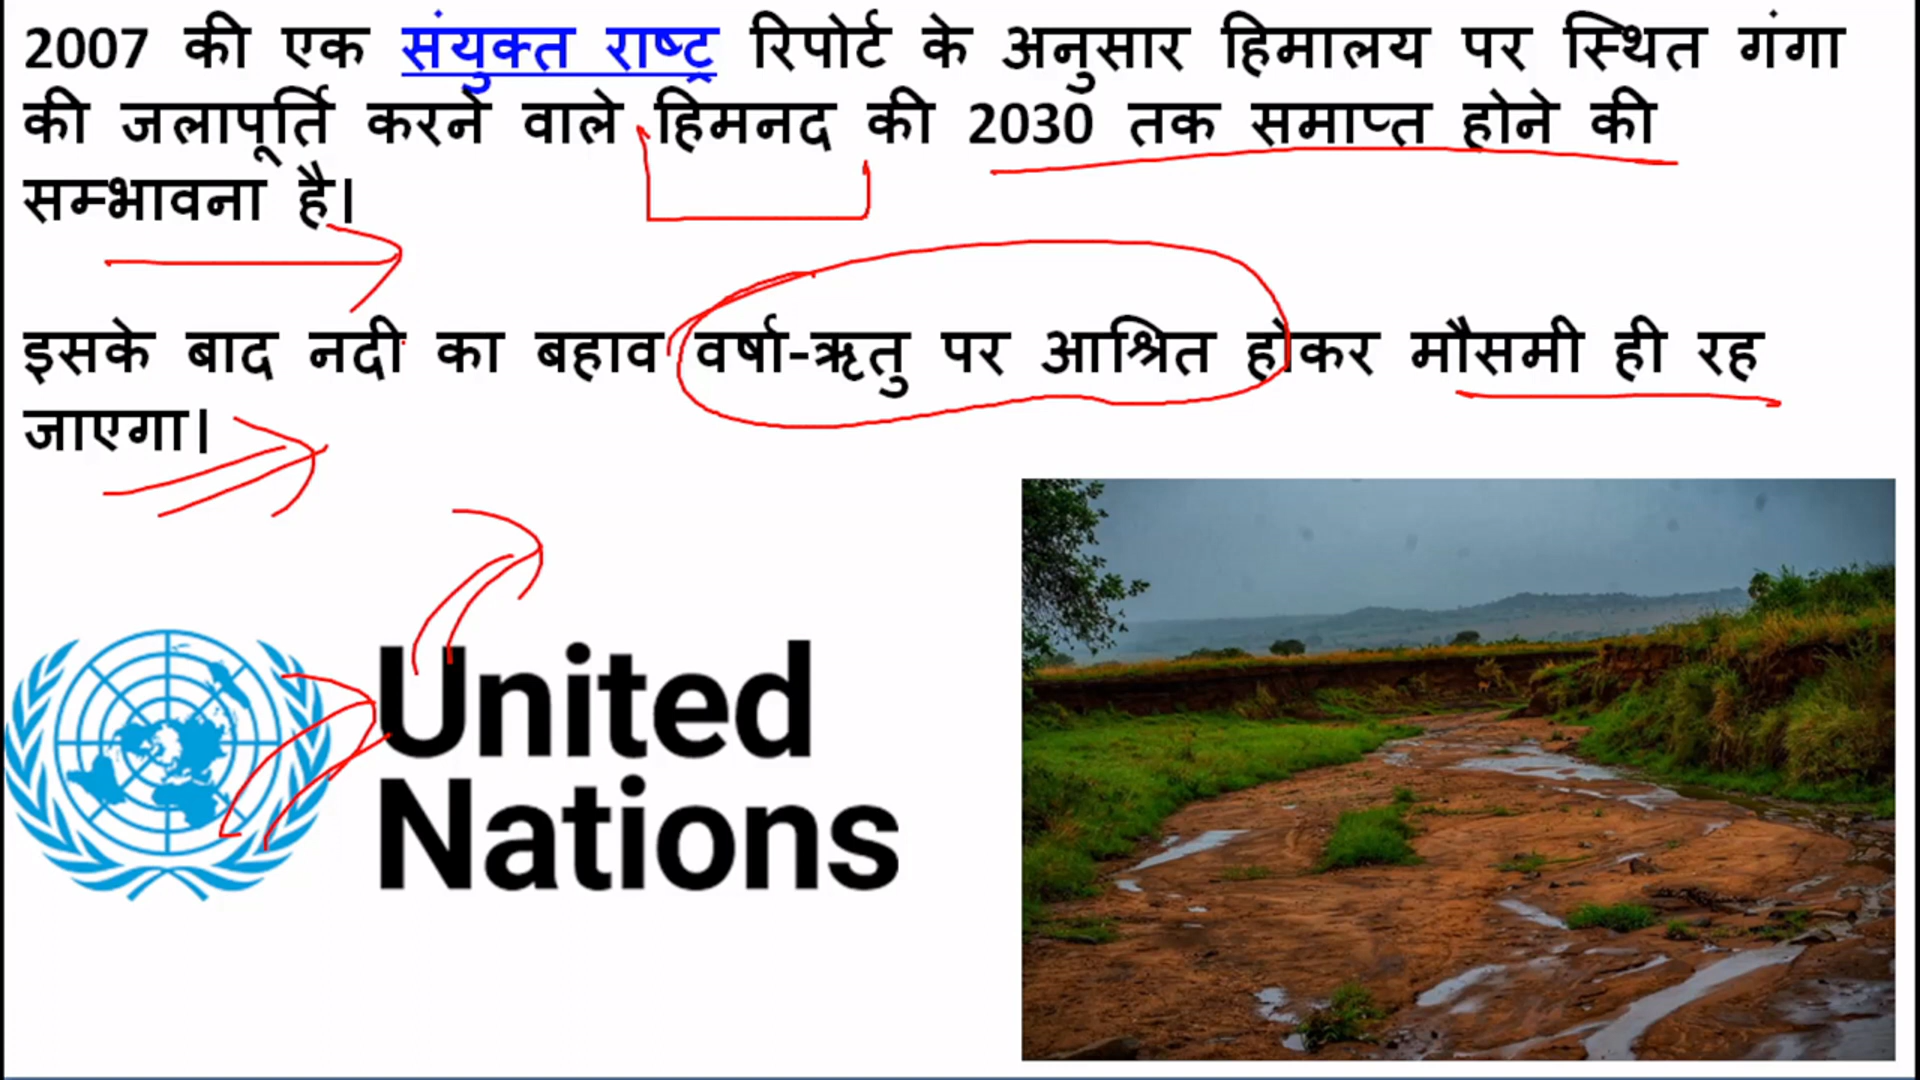 2007 की एक संयुक्त राष्ट्र रिपोर्ट के अनुसार हिमालय पर स्थित गंगा
की जलापूर्ति करने वाले हिमनद की 2030 तक समाप्त होने की
सम्भावना है।
इसके बाद नदी का बहाव वर्षा-ऋतु पर आश्रित होकर मौसमी ही रह
जाएगा।
United
Nations